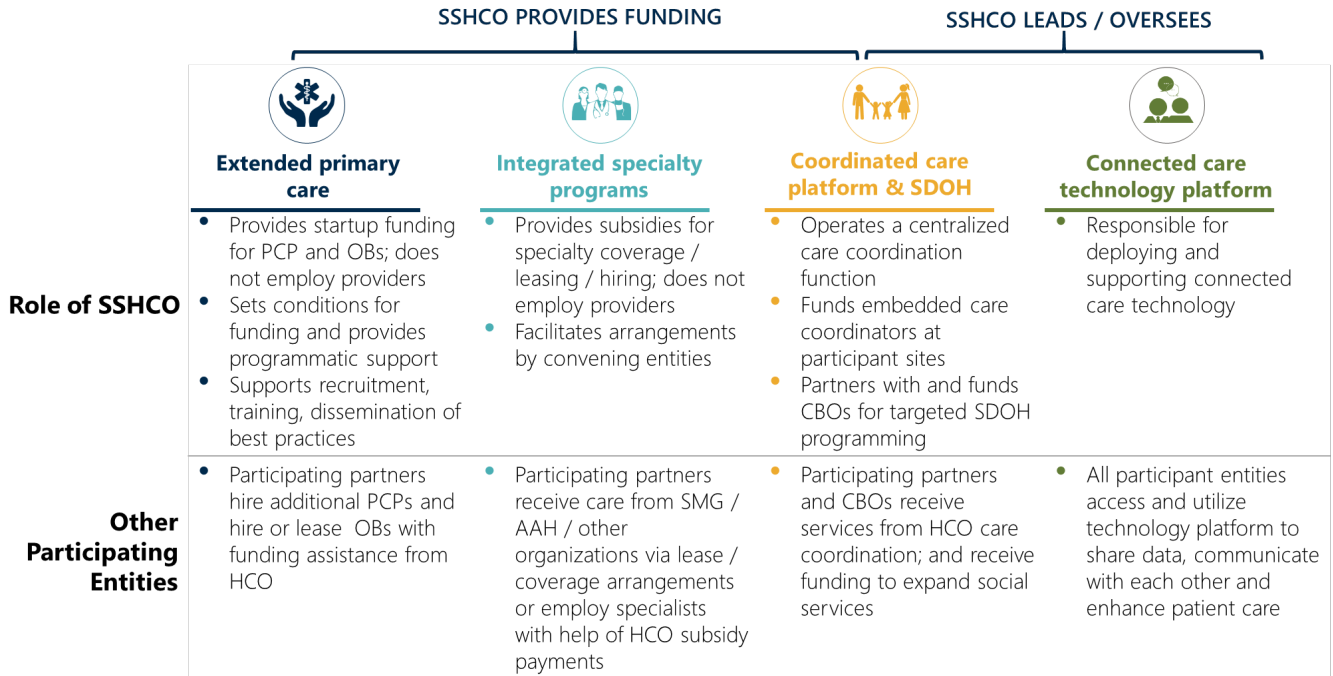 SSHCO PROVIDES FUNDING
SSHCO LEADS / OVERSEES
Extended primary
care
Integrated specialty
programs
Coordinated care
platform & SDOH
Connected care
technology platform
Role of SSHCO
• Provides startup funding
for PCP and OBs; does
not employ providers
• Sets conditions for
funding and provides
programmatic support
• Supports recruitment,
training, dissemination of
best practices
• Provides subsidies for
specialty coverage /
leasing / hiring; does not
employ providers
• Facilitates arrangements
by convening entities
• Operates a centralized
care coordination
function
• Funds embedded care
coordinators at
participant sites
• Partners with and funds
CBOs for targeted SDOH
programming
• Responsible for
deploying and
supporting connected
care technology
Other
Participating
Entities
• Participating partners
hire additional PCPs and
hire or lease OBs with
funding assistance from
HCO
• Participating partners
receive care from SMG /
AAH / other
organizations via lease /
coverage arrangements
or employ specialists
with help of HCO subsidy
payments
• Participating partners
and CBOs receive
services from HCO care
coordination; and receive
funding to expand social
services
• All participant entities
access and utilize
technology platform to
share data, communicate
with each other and
enhance patient care